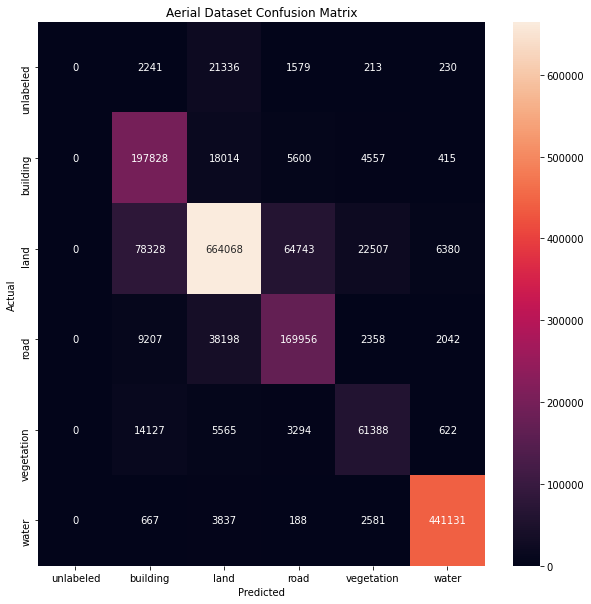 Aerial Dataset Confusion Matrix
unlabeled 0 2241 21336 1579 213 230
building 0 197828 18014 5600 4557 415
land 0 78328 664068 64743 22507 6380
road 0 9207 38198 169956 2358 2042
vegetation 0 14127 5565 3294 61388 622
water 0 667 3837 188 2581 441131
Actual
unlabeled building land road vegetation water
Predicted
600000
500000
400000
300000
200000
100000
0